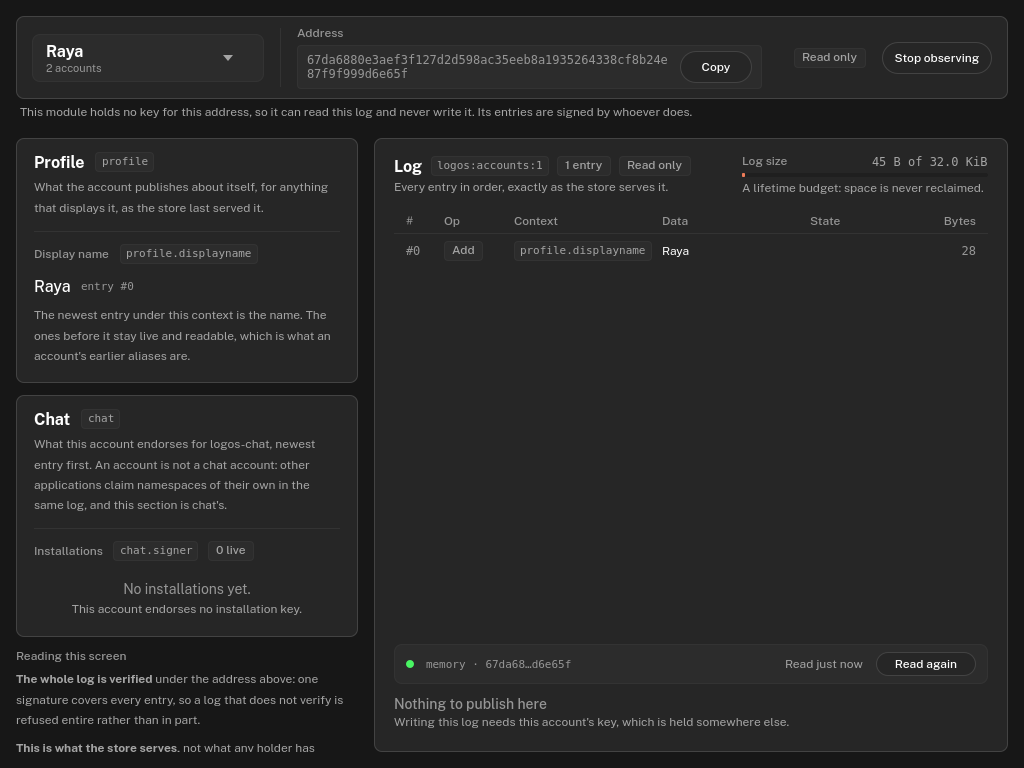 Raya
2 accounts
Address
67da6880e3aef3f127d2d598ac35eeb8a1935264338cf8b24e
87f9f999d6e65f
Copy
Read only
Stop observing
This module holds no key for this address, so it can read this log and never write it. Its entries are signed by whoever does.
Profile profile
What the account publishes about itself, for anything
that displays it, as the store last served it.
Display name profile.displayname
Raya entry #0
The newest entry under this context is the name. The
ones before it stay live and readable, which is what an
account's earlier aliases are.
Chat chat
What this account endorses for logos-chat, newest
entry first. An account is not a chat account: other
applications claim namespaces of their own in the
same log, and this section is chat's.
Installations chat.signer 0 live
No installations yet.
This account endorses no installation key.
Reading this screen
The whole log is verified under the address above: one
signature covers every entry, so a log that does not verify is
refused entire rather than in part.
This is what the store serves, not what any holder has
Log logos:accounts:1 1 entry Read only
Every entry in order, exactly as the store serves it.
Log size 45 B of 32.0 KiB
A lifetime budget: space is never reclaimed.
# Op Context Data State Bytes
#0 Add profile.displayname Raya 28
memory · 67da68…d6e65f
Read just now
Read again
Nothing to publish here
Writing this log needs this account's key, which is held somewhere else.